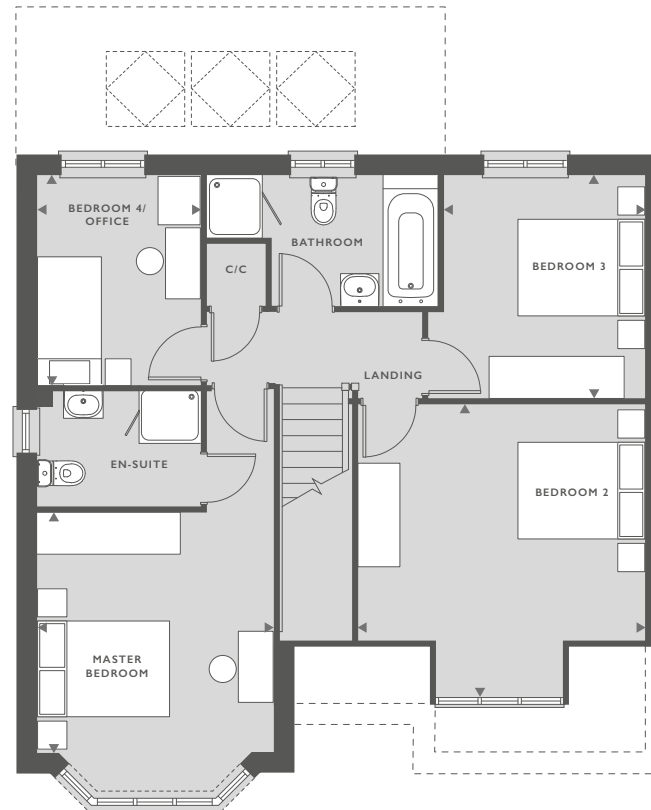 BEDROOM 4/
OFFICE
BATHROOM
C/C
BEDROOM 3
LANDING
EN-SUITE
BEDROOM 2
MASTER
BEDROOM